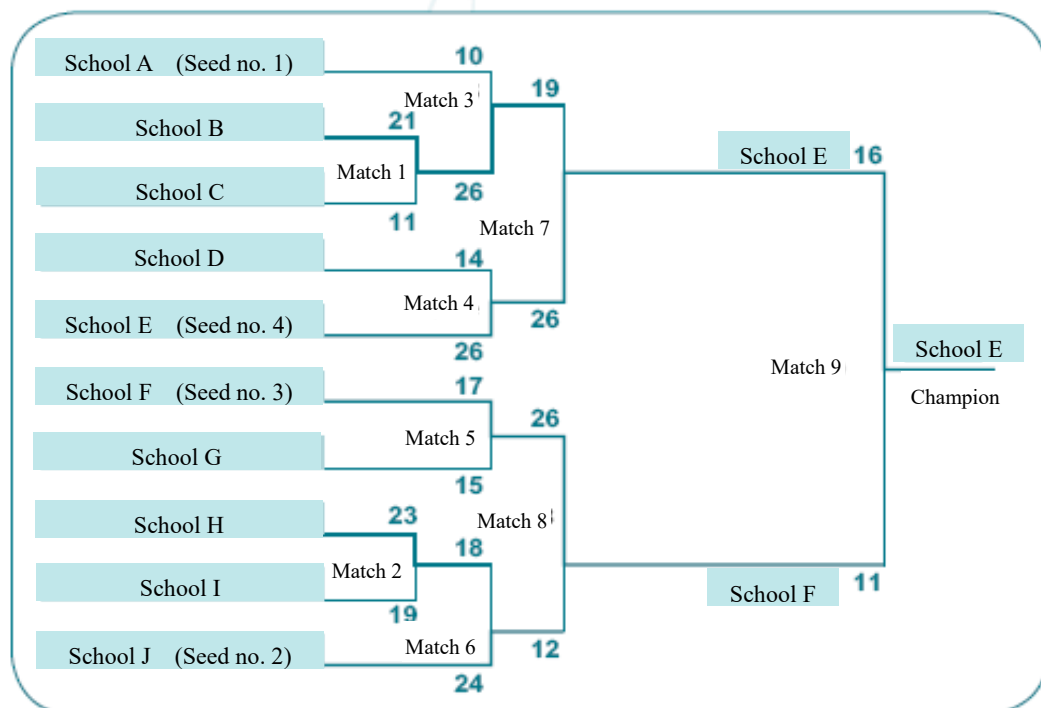 School A (Seed no. 1)
10
Match 3
19
School B
21
School E
16
Match 1
School C
26
11
Match 7
School D
14
Match 4
School E (Seed no. 4)
26
26
School E
Match 9
School F (Seed no. 3)
17
Champion
26
Match 5
School G
15
School H
23
Match 8
18
Match 2
School I
19
School F
11
Match 6
12
School J (Seed no. 2)
24